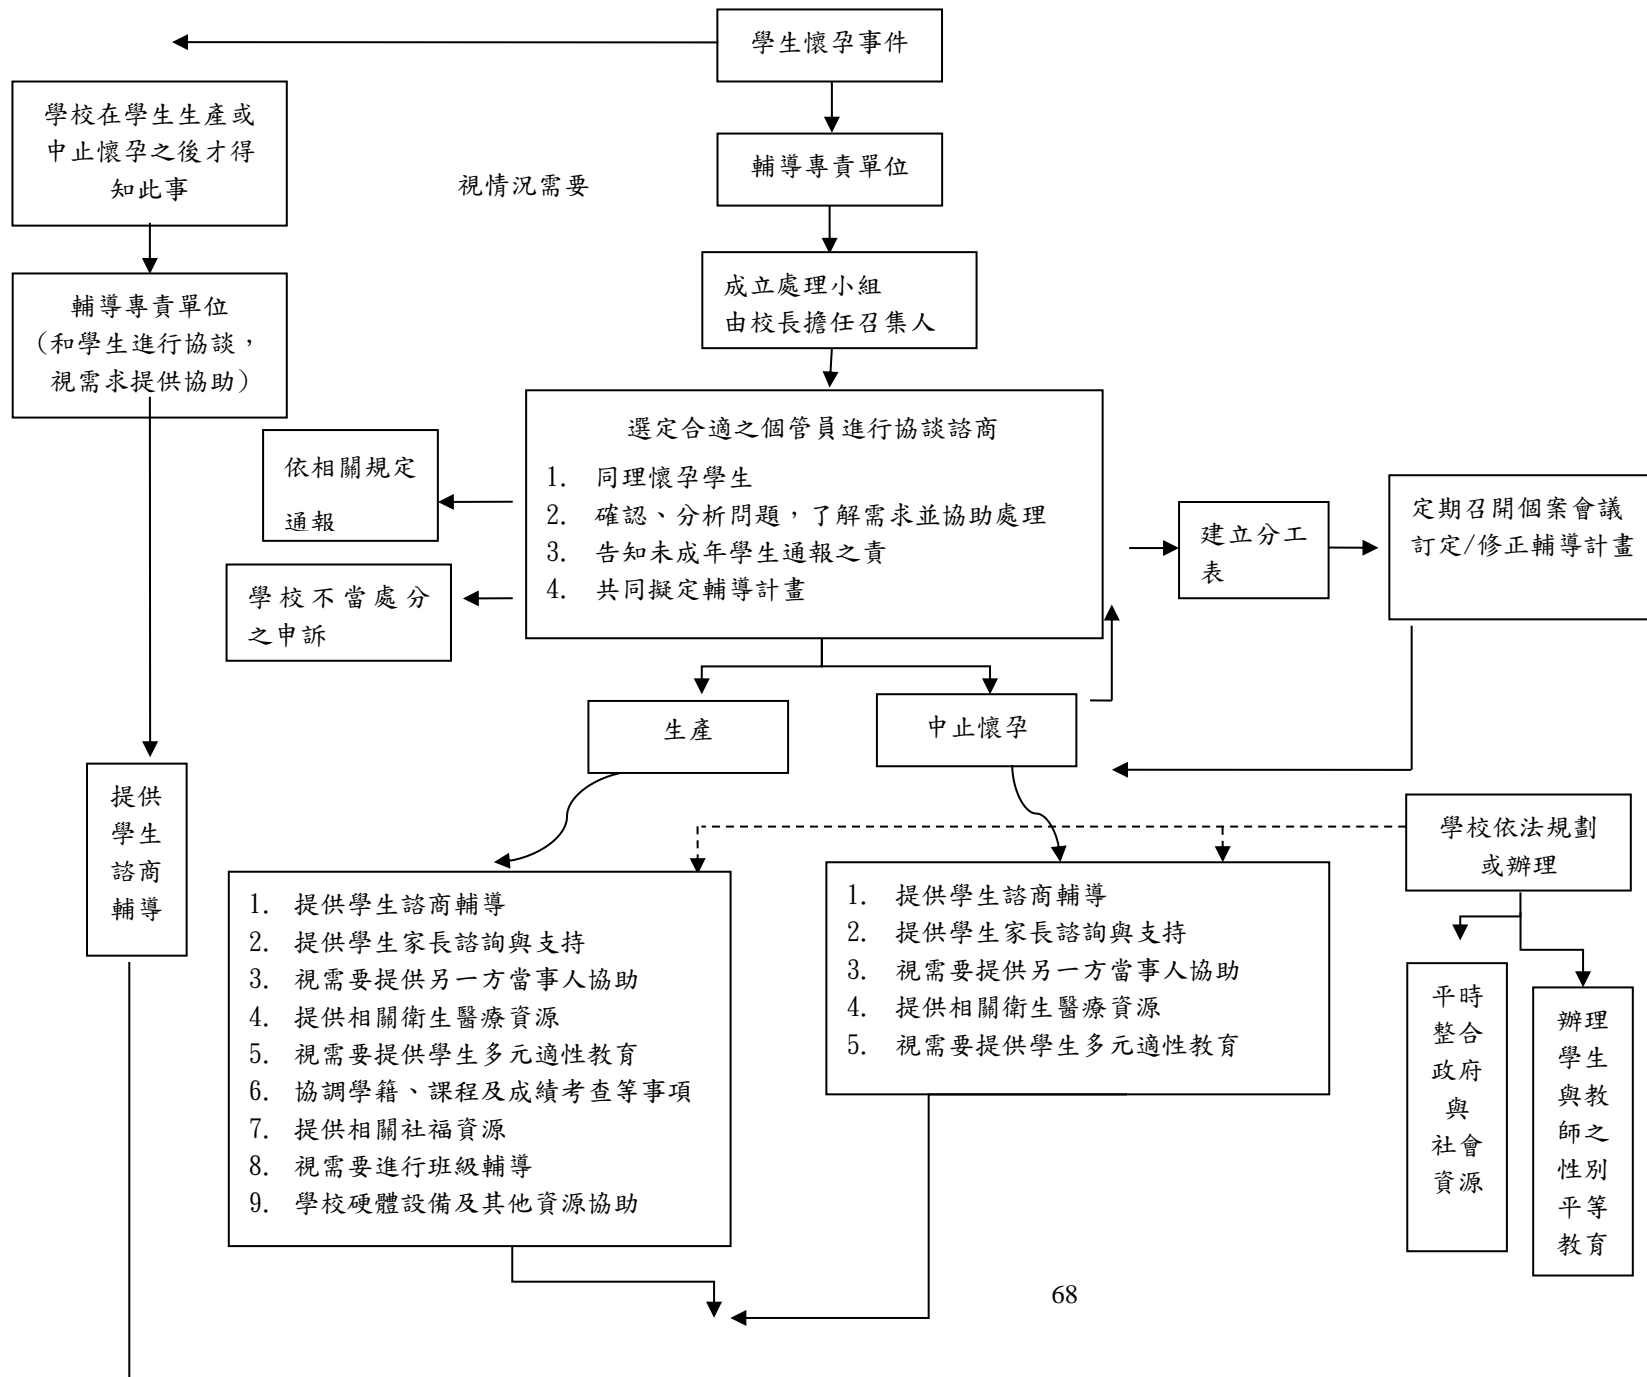 學生懷孕事件
學校在學生生產或
中止懷孕之後才得
知此事
輔導專責單位
視情況需要
成立處理小組
由校長擔任召集人
輔導專責單位
(和學生進行協談，
視需求提供協助)
選定合適之個管員進行協談諮商
1. 同理懷孕學生
2. 確認、分析問題，了解需求並協助處理
3. 告知未成年學生通報之責
4. 共同擬定輔導計畫
依相關規定
通報
學校不當處分
之申訴
建立分工
表
定期召開個案會議
訂定/修正輔導計畫
生產
中止懷孕
提供
學生
諮商
輔導
學校依法規劃
或辦理
1. 提供學生諮商輔導
2. 提供學生家長諮詢與支持
3. 視需要提供另一方當事人協助
4. 提供相關衛生醫療資源
5. 視需要提供學生多元適性教育
6. 協調學籍、課程及成績考查等事項
7. 提供相關社福資源
8. 視需要進行班級輔導
9. 學校硬體設備及其他資源協助
1. 提供學生諮商輔導
2. 提供學生家長諮詢與支持
3. 視需要提供另一方當事人協助
4. 提供相關衛生醫療資源
5. 視需要提供學生多元適性教育
平時
整合
政府
與
社會
資源
辦理
學生
與教
師之
性別
平等
教育
68